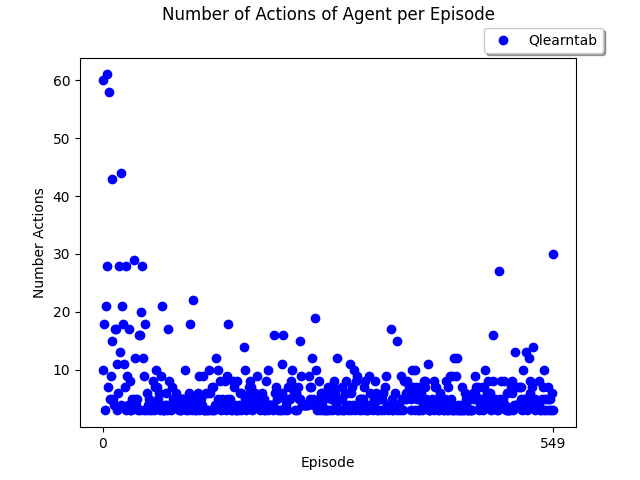 Number of Actions of Agent per Episode
Qlearntab
60
50
40
30
20
10
Number Actions
0
549
Episode